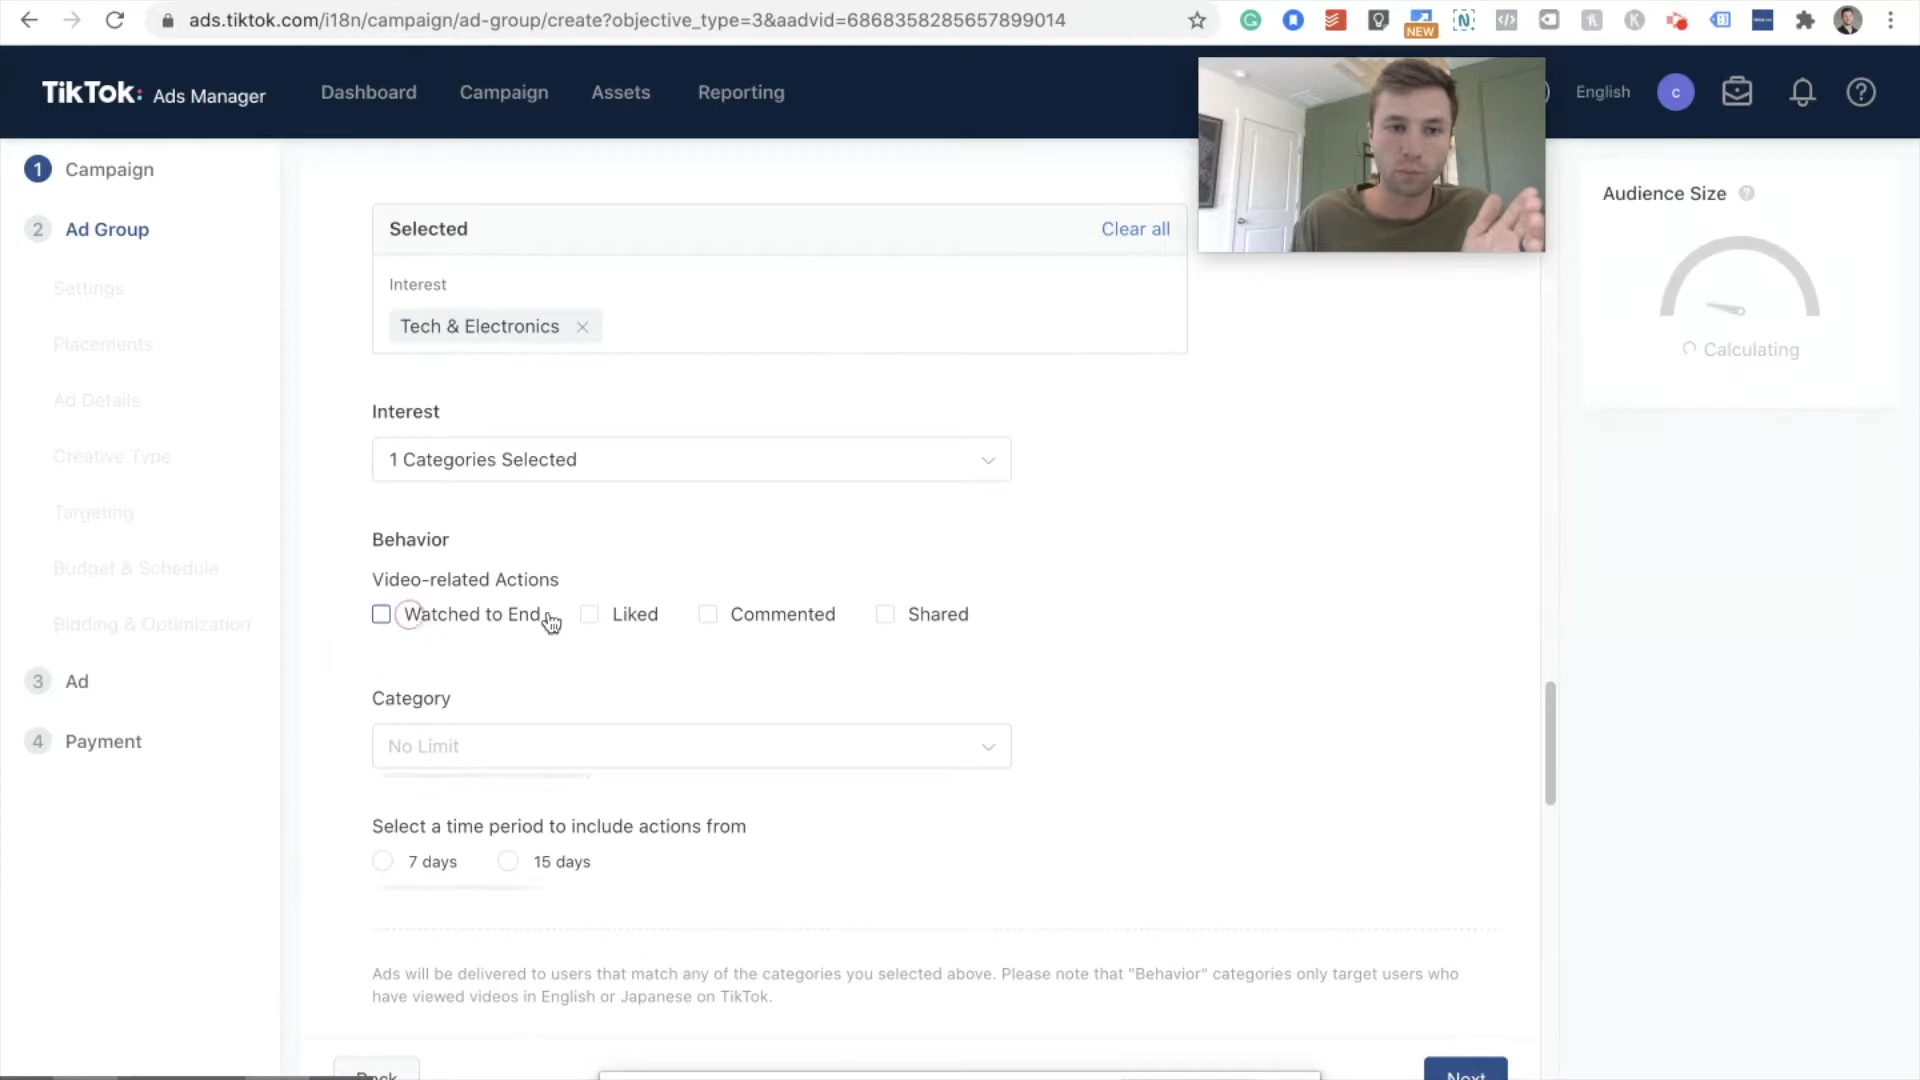 ads.tiktok.com/i18n/campaign/ad-group/create?objective_type=3&aadvid=6868358285657899014
NEW
TikTok: Ads Manager
Dashboard
Campaign
Assets
Reporting
English
C
1 Campaign
2 Ad Group
Settings
Placements
Ad Details
Creative Type
Targeting
Budget & Schedule
Bidding & Optimization
3 Ad
4 Payment
Selected
Clear all
Interest
Tech & Electronics
Interest
1 Categories Selected
Behavior
Video-related Actions
Watched to End
Liked
Commented
Shared
Category
No Limit
Select a time period to include actions from
7 days
15 days
Ads will be delivered to users that match any of the categories you selected above. Please note that "Behavior" categories only target users who
have viewed videos in English or Japanese on TikTok.
Back
Next
Audience Size
Calculating